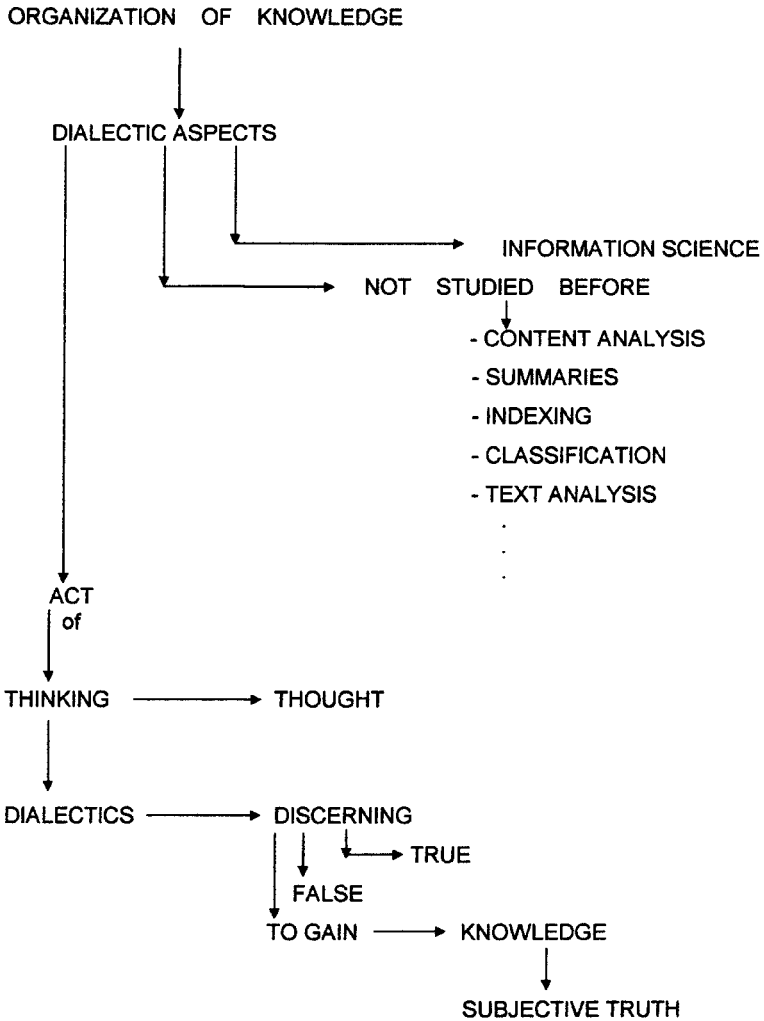 ORGANIZATION OF KNOWLEDGE
DIALECTIC ASPECTS
INFORMATION SCIENCE
NOT STUDIED BEFORE
- CONTENT ANALYSIS
- SUMMARIES
- INDEXING
- CLASSIFICATION
- TEXT ANALYSIS
.
.
.
ACT
of
THINKING THOUGHT
DIALECTICS DISCERNING
TRUE
FALSE
TO GAIN KNOWLEDGE
SUBJECTIVE TRUTH